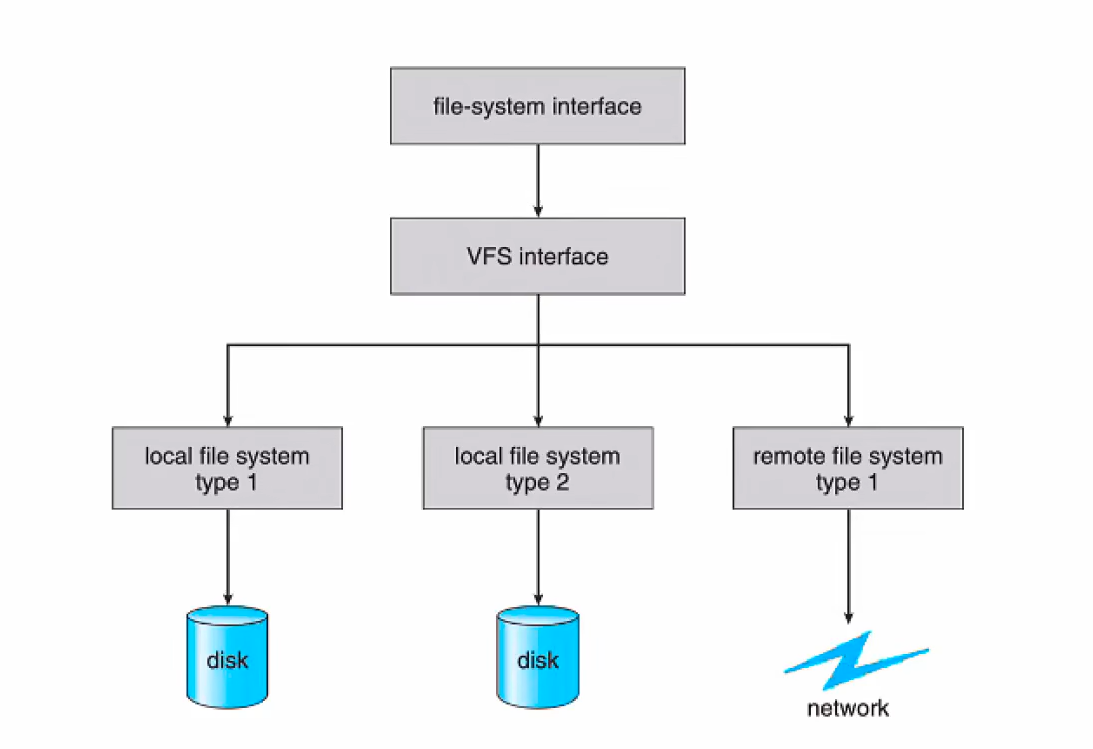 file-system interface
VFS interface
local file system
type 1
local file system
type 2
remote file system
type 1
disk
disk
network